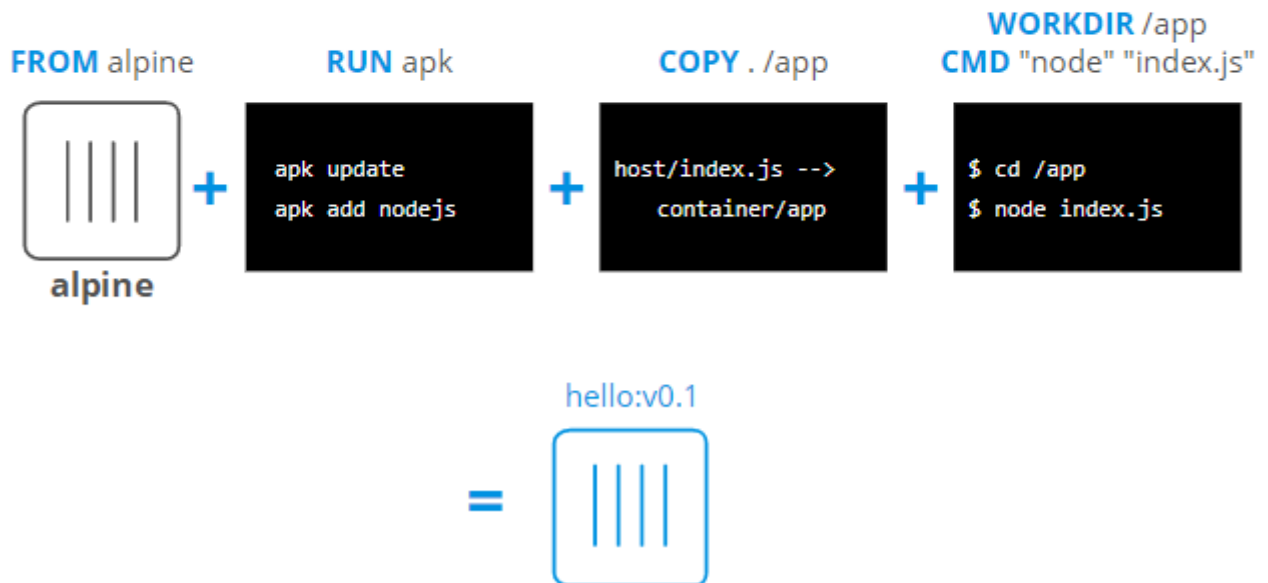 FROM alpine
RUN apk
COPY . /app
WORKDIR /app
CMD "node" "index.js"
+
apk update
apk add nodejs
+
host/index.js -->
container/app
+
$ cd /app
$ node index.js
alpine
hello:v0.1
=